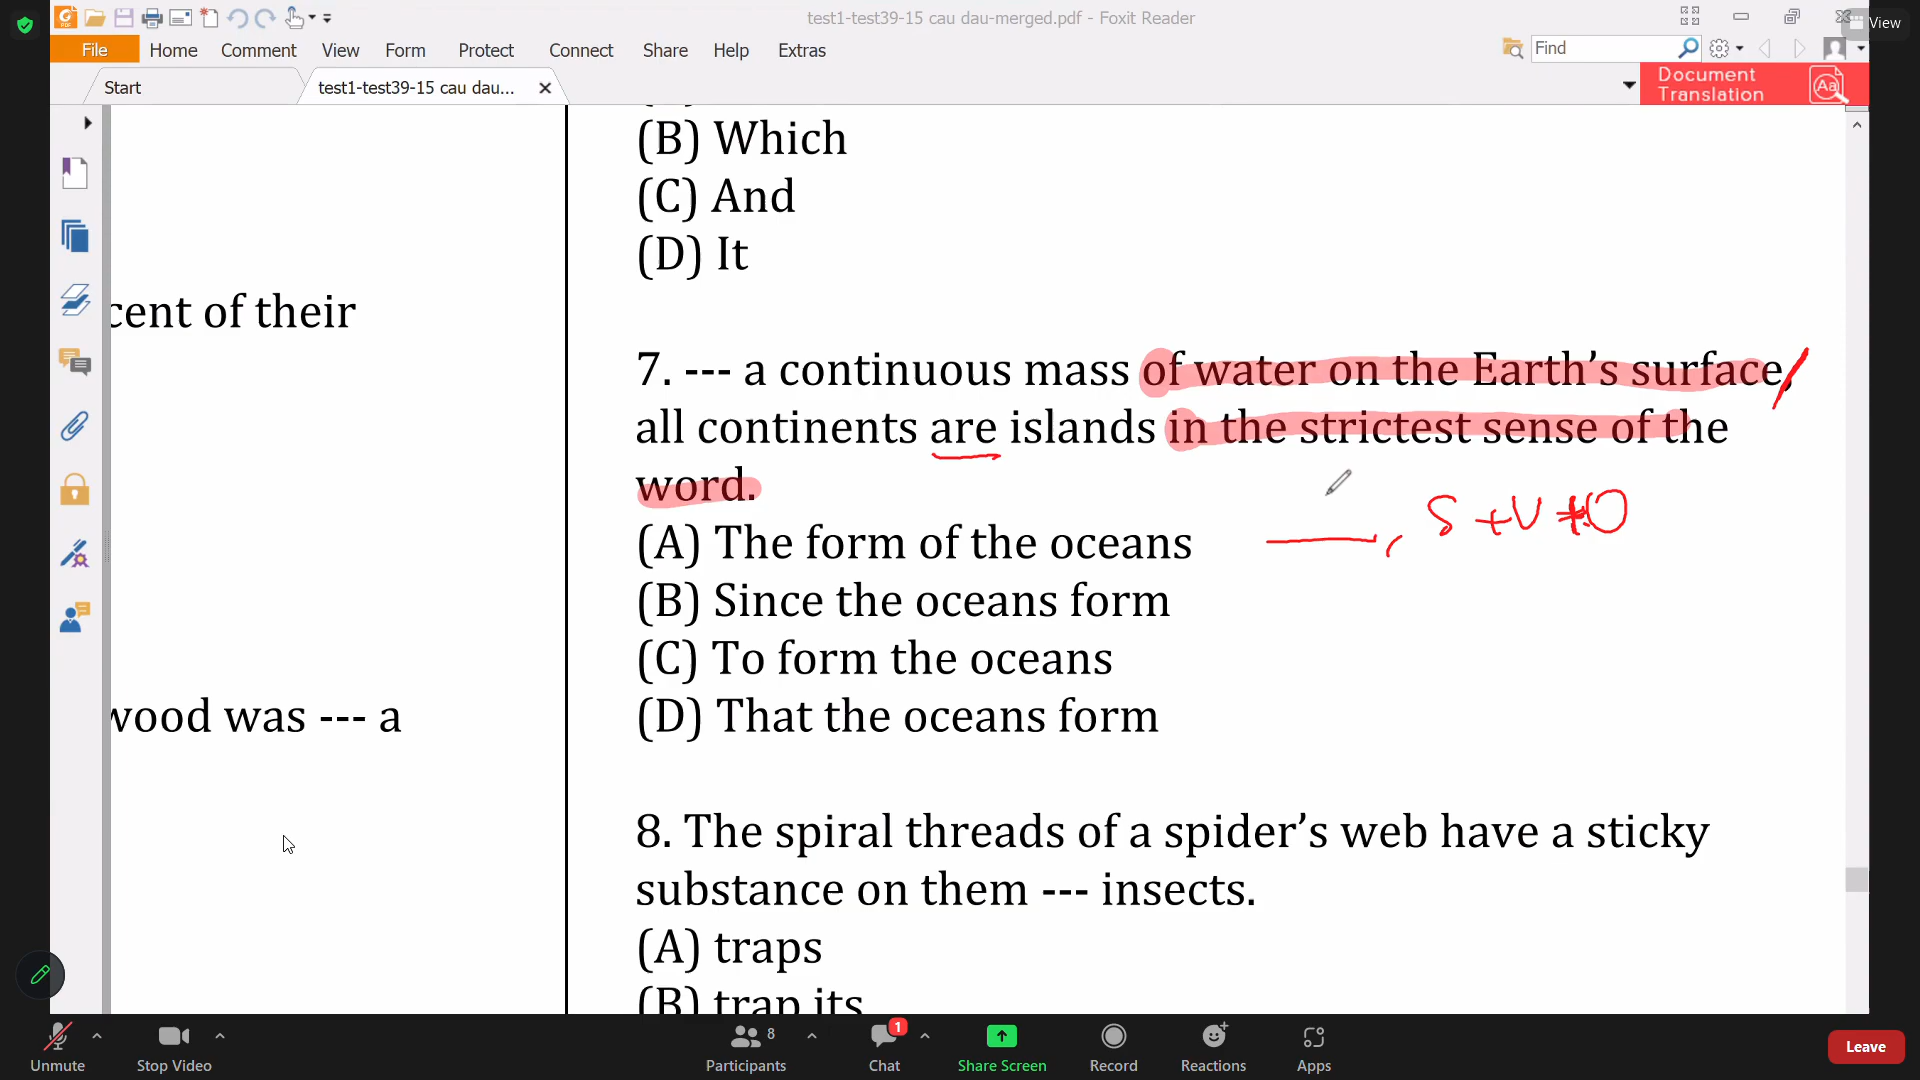 test1-test39-15 cau dau-merged.pdf - Foxit Reader
View
File Home Comment View Form Protect Connect Share Help Extras
Find
Start
test1-test39-15 cau dau...
Document
Translation
cent of their
wood was --- a
(B) Which
(C) And
(D) It
7. --- a continuous mass of water on the Earth's surface,
all continents are islands in the strictest sense of the
word.
S + V + O
(A) The form of the oceans
(B) Since the oceans form
(C) To form the oceans
(D) That the oceans form
8. The spiral threads of a spider's web have a sticky
substance on them --- insects.
(A) traps
(B) trap its
8
1
Unmute
Stop Video
Participants
Chat
Share Screen
Record
Reactions
Apps
Leave